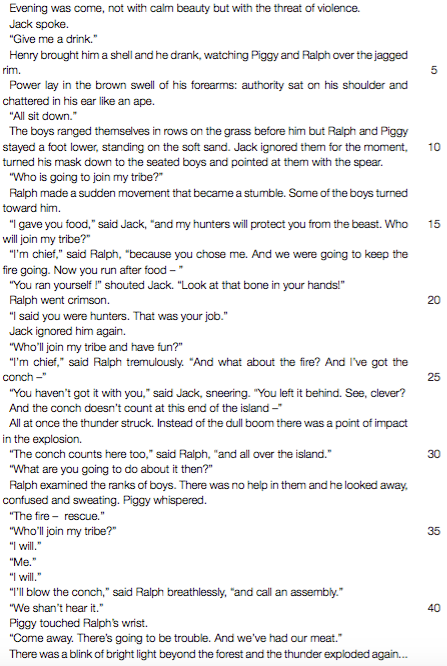 Evening was come, not with calm beauty but with the threat of violence.
Jack spoke.
“Give me a drink.”
Henry brought him a shell and he drank, watching Piggy and Ralph over the jagged
rim. 5
Power lay in the brown swell of his forearms: authority sat on his shoulder and
chattered in his ear like an ape.
“All sit down.”
The boys ranged themselves in rows on the grass before him but Ralph and Piggy
stayed a foot lower, standing on the soft sand. Jack ignored them for the moment, 10
turned his mask down to the seated boys and pointed at them with the spear.
“Who is going to join my tribe?”
Ralph made a sudden movement that became a stumble. Some of the boys turned
toward him.
“I gave you food,” said Jack, “and my hunters will protect you from the beast. Who 15
will join my tribe?”
“I’m chief,” said Ralph, “because you chose me. And we were going to keep the
fire going. Now you run after food – ”
“You ran yourself !” shouted Jack. “Look at that bone in your hands!”
Ralph went crimson. 20
“I said you were hunters. That was your job.”
Jack ignored him again.
“Who’ll join my tribe and have fun?”
“I’m chief,” said Ralph tremulously. “And what about the fire? And I’ve got the
conch –” 25
“You haven’t got it with you,” said Jack, sneering. “You left it behind. See, clever?
And the conch doesn’t count at this end of the island –”
All at once the thunder struck. Instead of the dull boom there was a point of impact
in the explosion.
“The conch counts here too,” said Ralph, “and all over the island.” 30
“What are you going to do about it then?”
Ralph examined the ranks of boys. There was no help in them and he looked away,
confused and sweating. Piggy whispered.
“The fire – rescue.”
“Who’ll join my tribe?” 35
“I will.”
“Me.”
“I will.”
“I’ll blow the conch,” said Ralph breathlessly, “and call an assembly.”
“We shan’t hear it.” 40
Piggy touched Ralph’s wrist.
“Come away. There’s going to be trouble. And we’ve had our meat.”
There was a blink of bright light beyond the forest and the thunder exploded again...